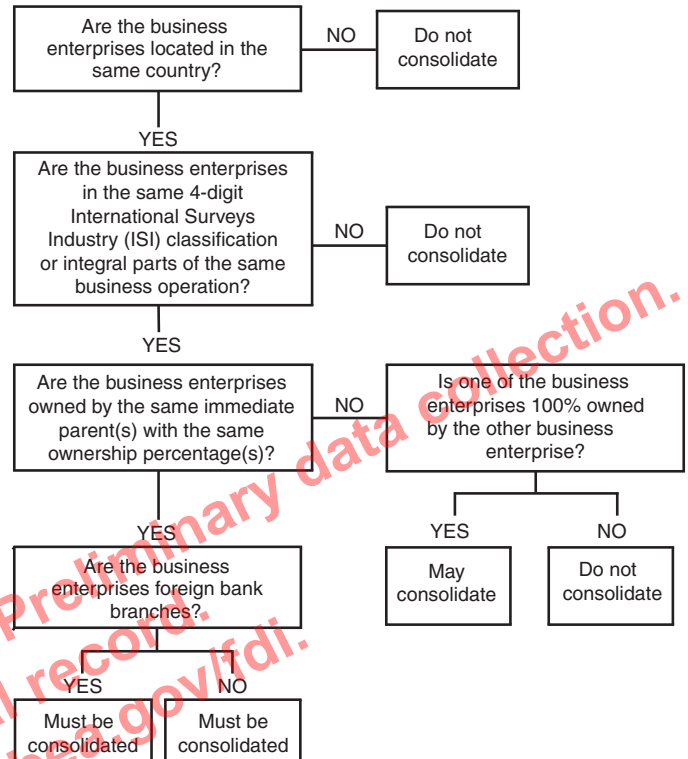 Are the business
enterprises located in the
same country?
NO
Do not
consolidate
YES
Are the business enterprises
in the same 4-digit
International Surveys
Industry (ISI) classification
or integral parts of the same
business operation?
NO
Do not
consolidate
YES
Are the business enterprises
owned by the same immediate
parent(s) with the same
ownership percentage(s)?
NO
Is one of the business
enterprises 100% owned
by the other business
enterprise?
YES
NO
May
consolidate
Do not
consolidate
YES
Are the business
enterprises foreign bank
branches?
YES
NO
Must be
consolidated
Must be
consolidated
Preliminary data collection.
record.
bea.gov/fdi.